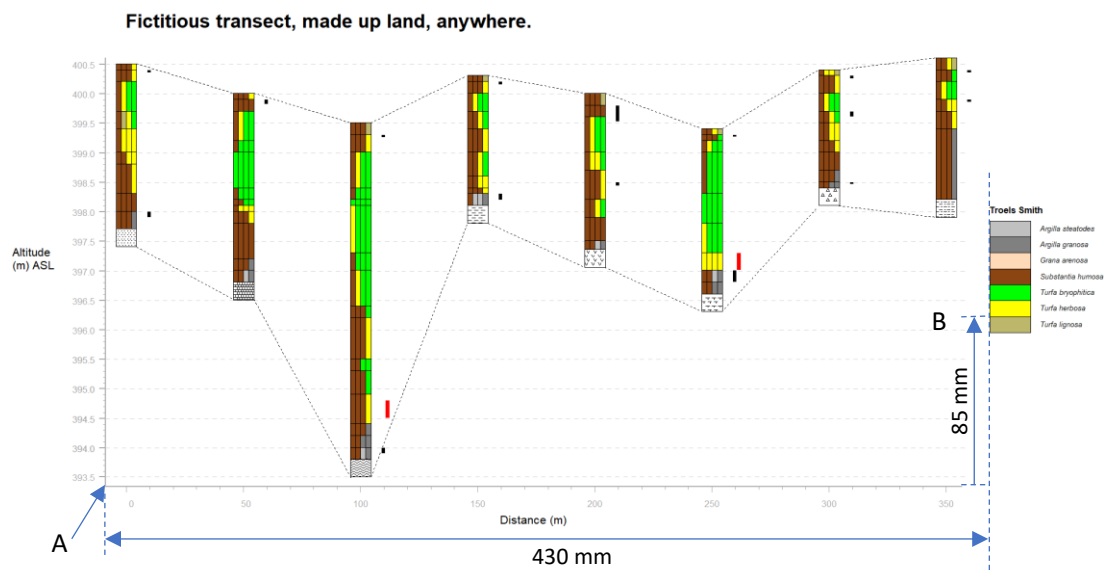 Fictitious transect, made up land, anywhere.
400.5
400.0
399.5
399.0
398.5
398.0
397.5
397.0
396.5
396.0
395.5
395.0
394.5
394.0
393.5
Altitude
(m) ASL
0 50 100 150 200 250 300 350
Distance (m)
Troels Smith
Argilla steatodes
Argilla granosa
Grana arenosa
Substantia humosa
Turfa bryophitica
Turfa herbosa
Turfa lignosa
B
85 mm
A
430 mm